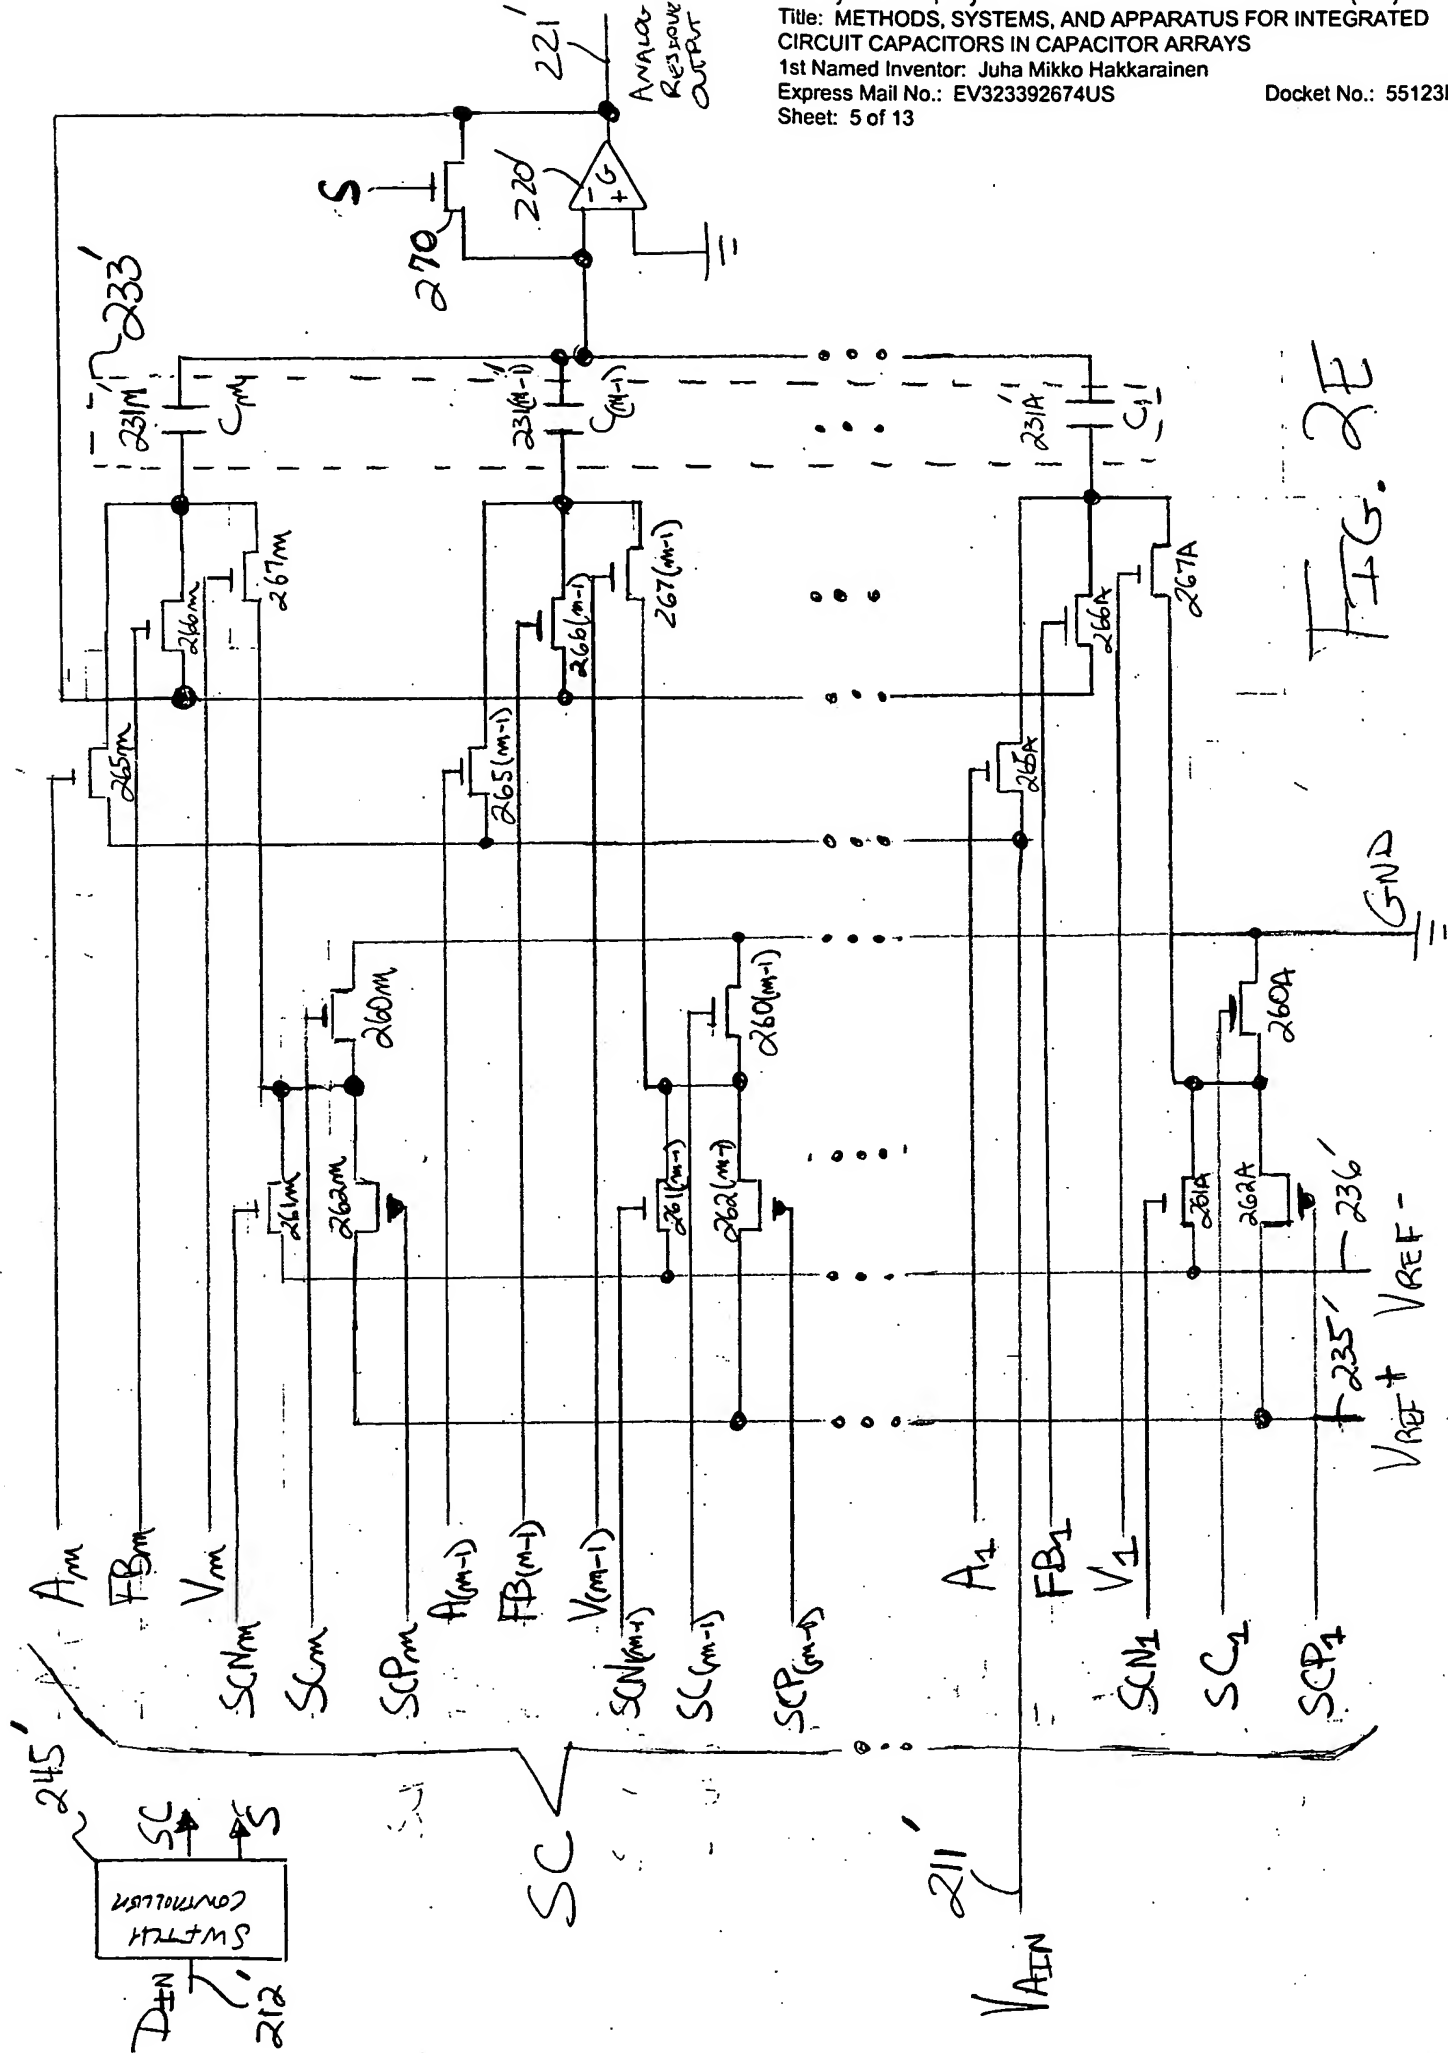 Title: METHODS, SYSTEMS, AND APPARATUS FOR INTEGRATED
CIRCUIT CAPACITORS IN CAPACITOR ARRAYS
1st Named Inventor: Juha Mikko Hakkarainen
Express Mail No.: EV323392674US Docket No.: 55123
Sheet: 5 of 13
221'
ANALOG
RESIDUE
OUTPUT
S
270
220'
- G
+
233'
231M'
CM
231(m-1)'
C(m-1)
231A'
C1
265m
266m
267m
265(m-1)
266(m-1)
267(m-1)
265A
266A
267A
260m
261m
262m
260(m-1)
261(m-1)
262(m-1)
260A
261A
262A
GND
236'
VREF-
235'
VREF+
Am
FBm
Vm
SCNm
SCm
SCPm
A(m-1)
FB(m-1)
V(m-1)
SCN(m-1)
SC(m-1)
SCP(m-1)
A1
FB1
V1
SCN1
SC1
SCP1
SC
245'
SWITCH
CONTROLLER
SC
S
DIN
212'
211'
VAIN
FIG. 2E